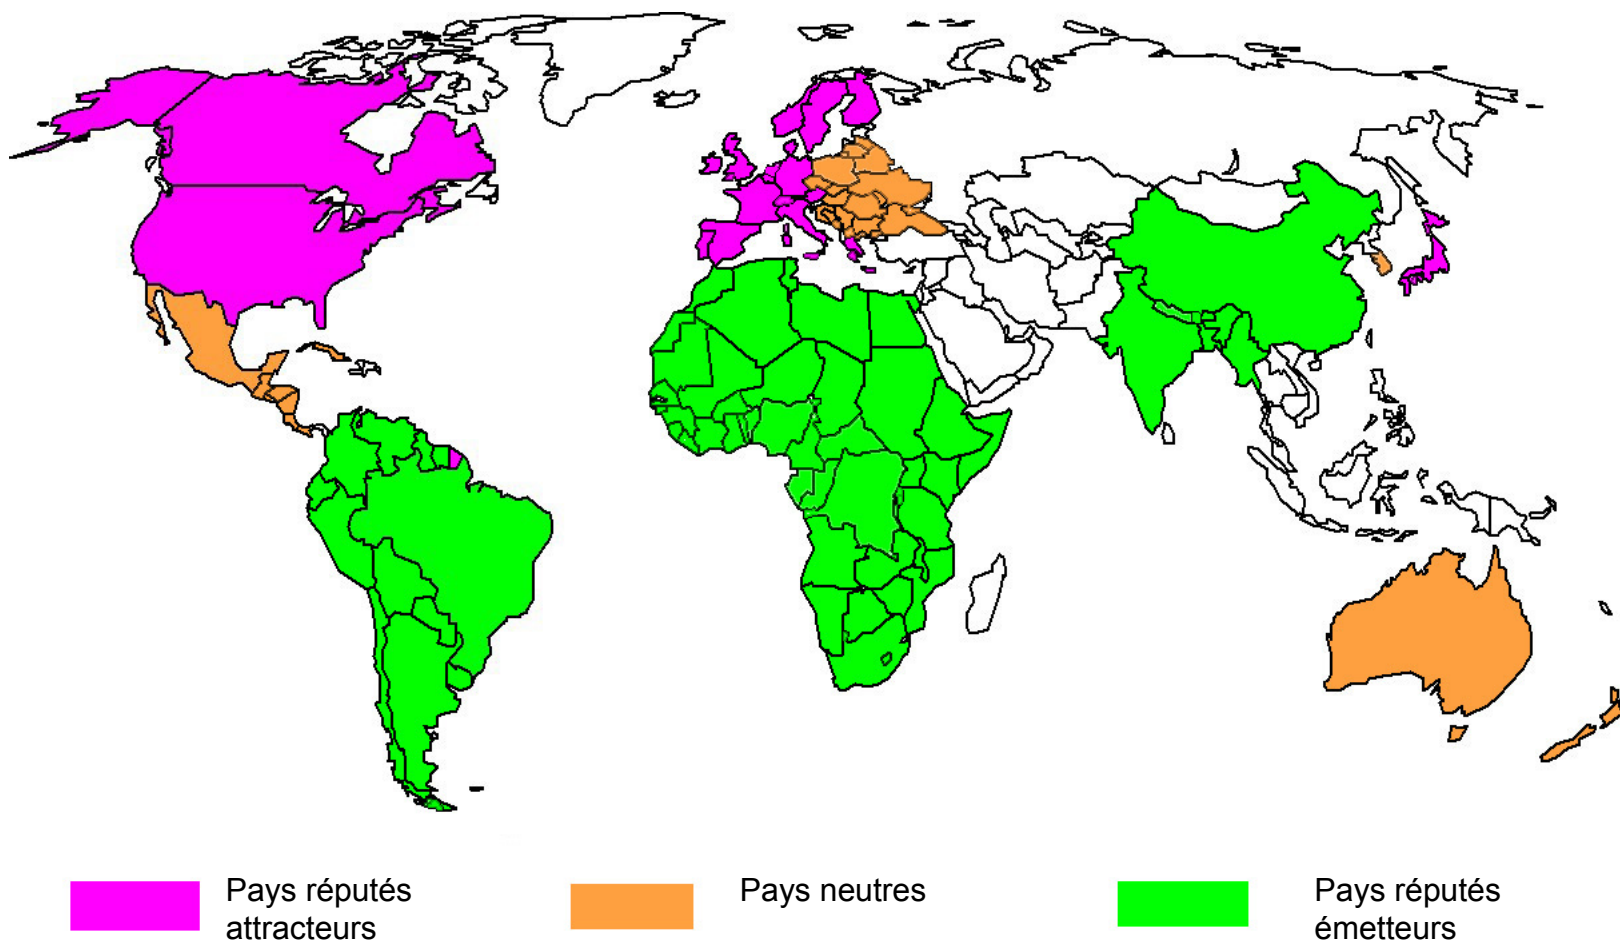 Pays réputés
attracteurs
Pays neutres
Pays réputés
émetteurs